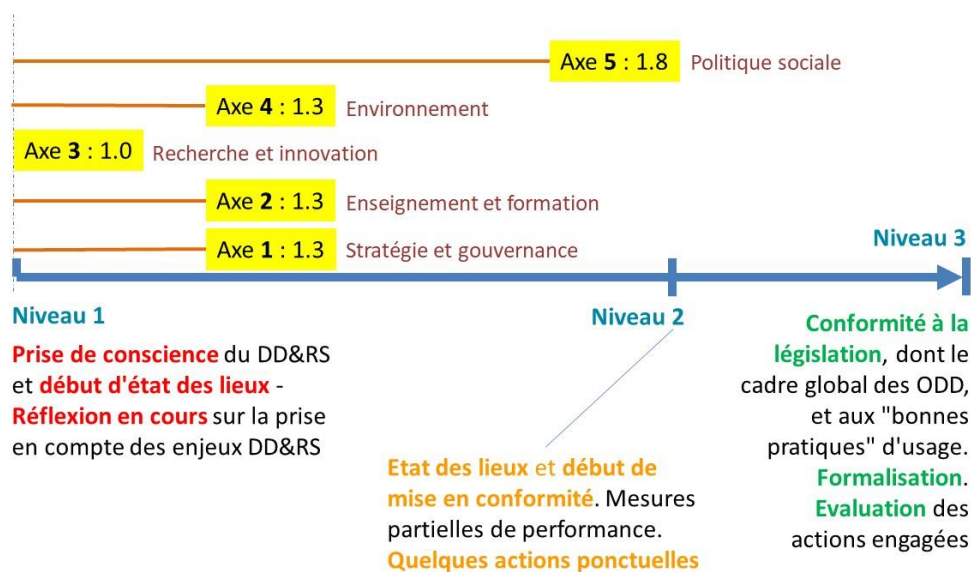 Axe 5 : 1.8 Politique sociale
Axe 4 : 1.3 Environnement
Axe 3 : 1.0 Recherche et innovation
Axe 2 : 1.3 Enseignement et formation
Axe 1 : 1.3 Stratégie et gouvernance
Niveau 3
Niveau 1
Prise de conscience du DD&RS
et début d'état des lieux -
Réflexion en cours sur la prise
en compte des enjeux DD&RS
Niveau 2
Etat des lieux et début de
mise en conformité. Mesures
partielles de performance.
Quelques actions ponctuelles
Conformité à la
législation, dont le
cadre global des ODD,
et aux "bonnes
pratiques" d'usage.
Formalisation.
Evaluation des
actions engagées